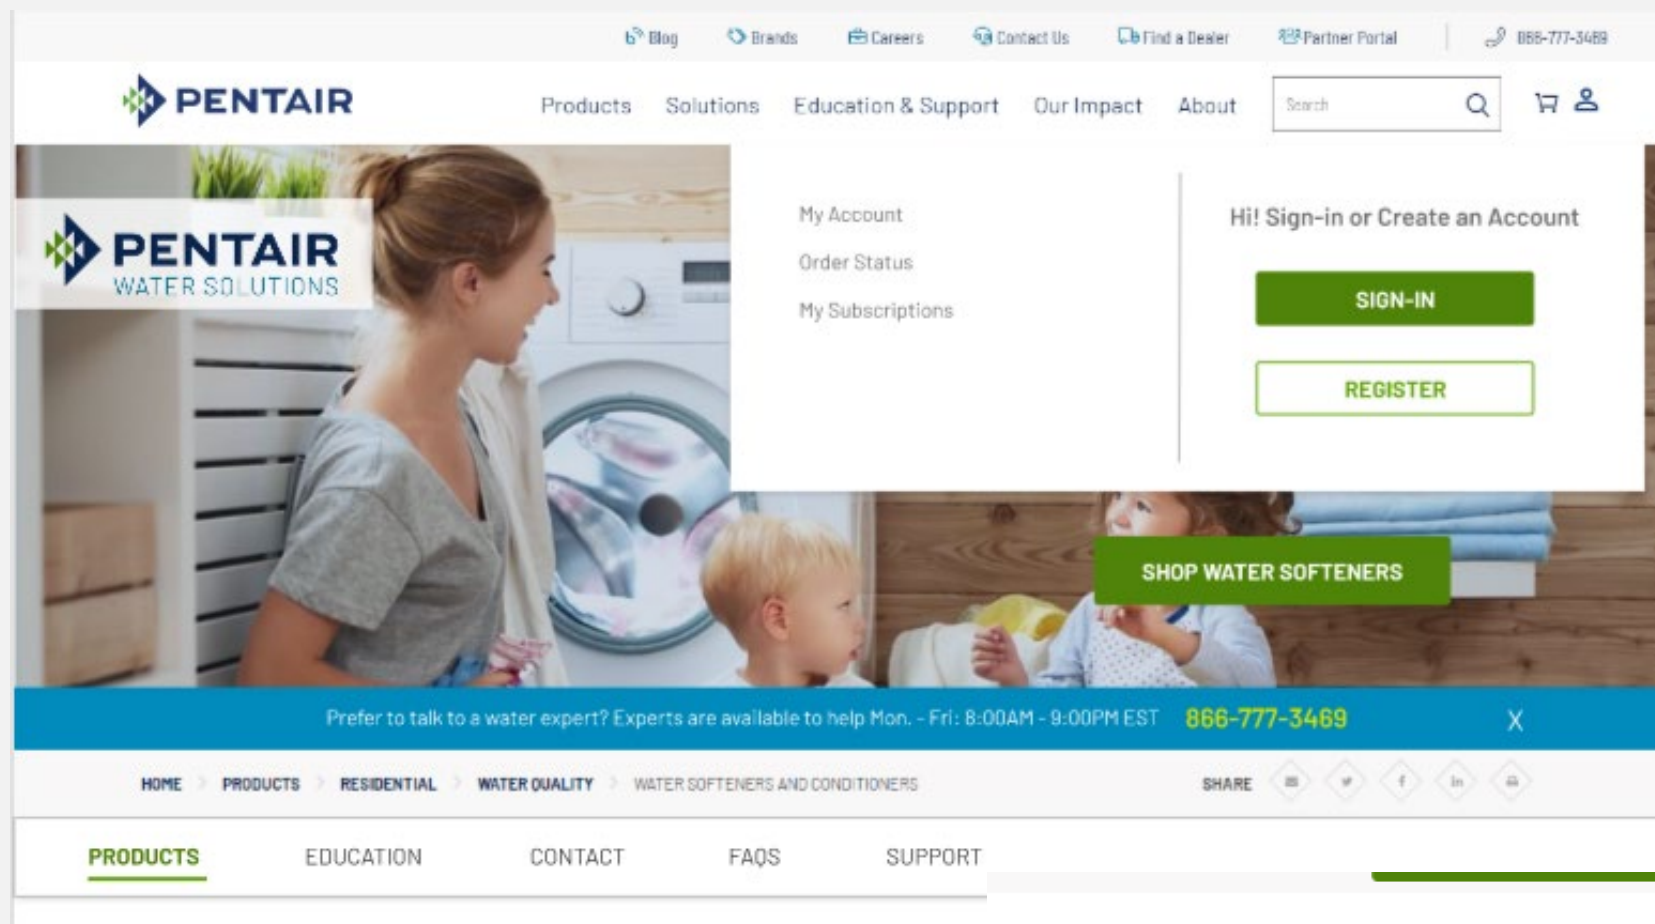 Blog Brands Careers Contact Us Find a Dealer Partner Portal 866-777-3469
PENTAIR Products Solutions Education & Support Our Impact About Search
PENTAIR
WATER SOLUTIONS
My Account
Order Status
My Subscriptions
Hi! Sign-in or Create an Account
SIGN-IN
REGISTER
SHOP WATER SOFTENERS
Prefer to talk to a water expert? Experts are available to help Mon. - Fri: 8:00AM - 9:00PM EST 866-777-3469 X
HOME > PRODUCTS > RESIDENTIAL > WATER QUALITY > WATER SOFTENERS AND CONDITIONERS SHARE
PRODUCTS EDUCATION CONTACT FAQS SUPPORT